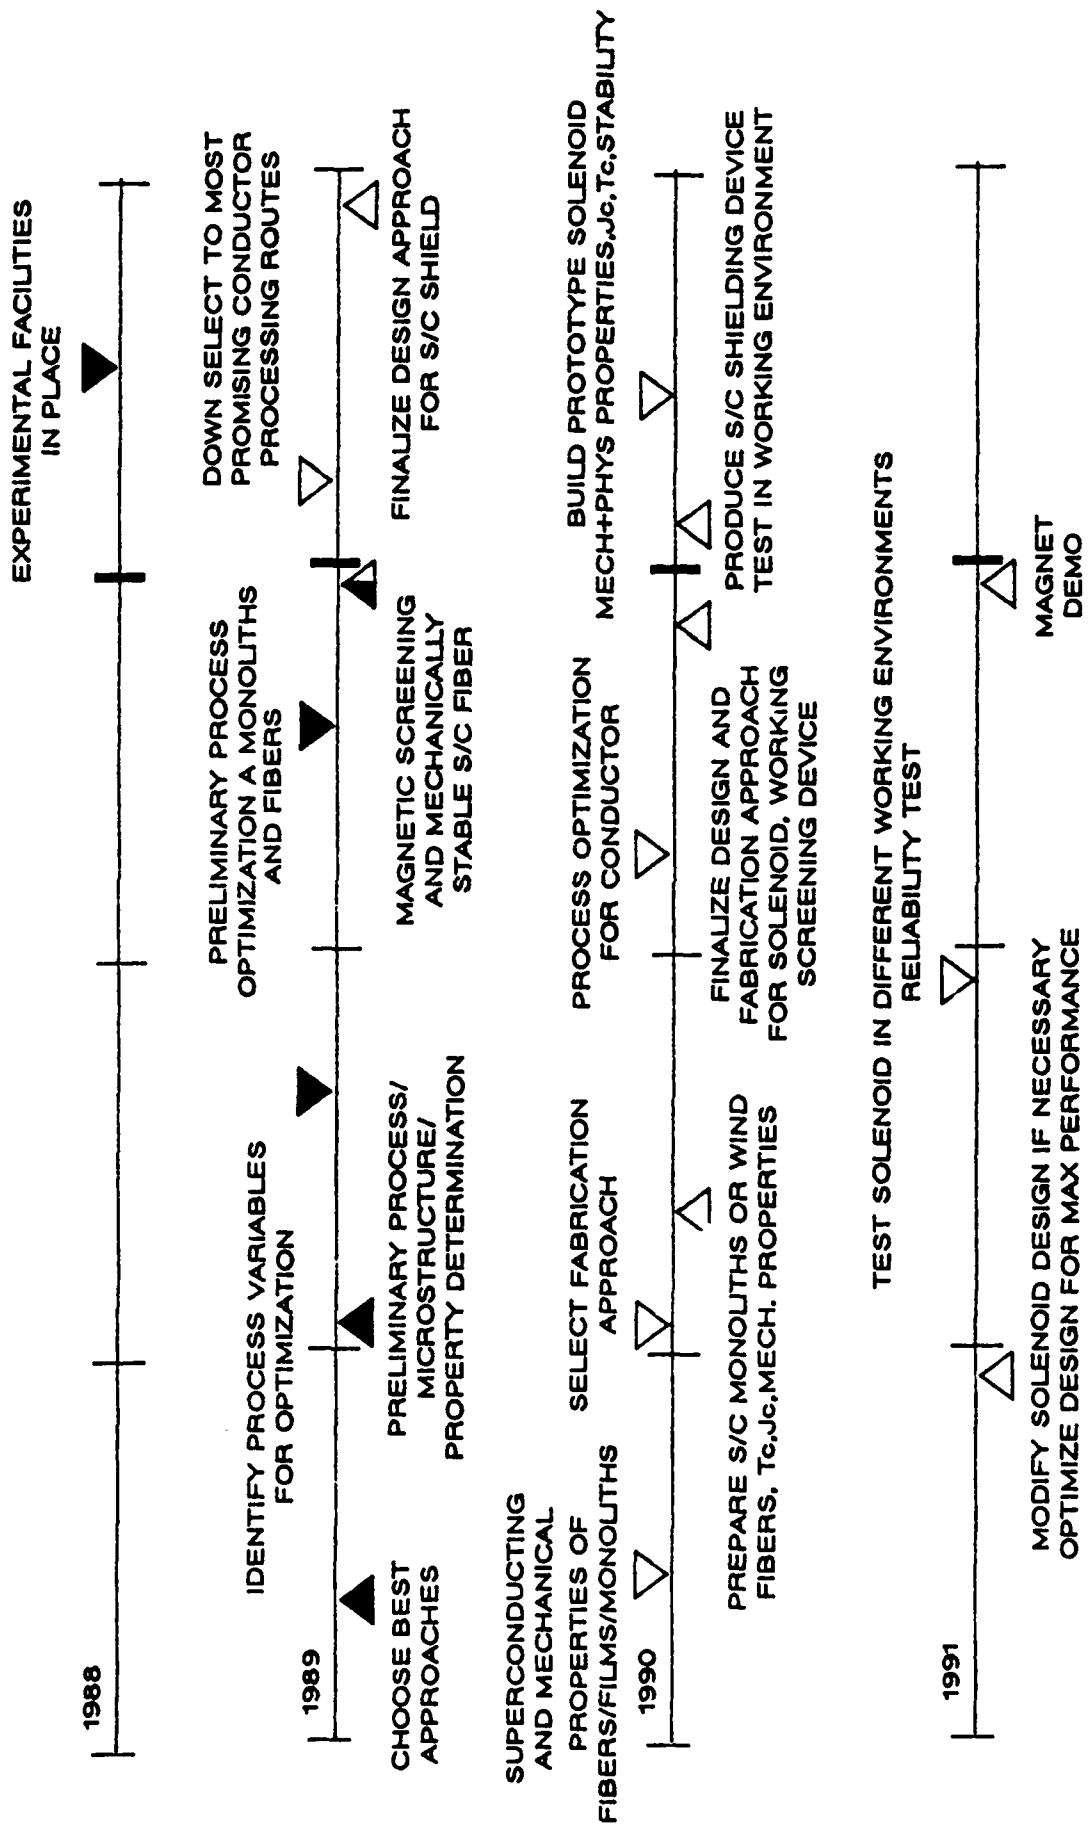 EXPERIMENTAL FACILITIES
IN PLACE
1988
IDENTIFY PROCESS VARIABLES
FOR OPTIMIZATION
PRELIMINARY PROCESS
OPTIMIZATION A MONOLITHS
AND FIBERS
DOWN SELECT TO MOST
PROMISING CONDUCTOR
PROCESSING ROUTES
1989
CHOOSE BEST
APPROACHES
PRELIMINARY PROCESS/
MICROSTRUCTURE/
PROPERTY DETERMINATION
MAGNETIC SCREENING
AND MECHANICALLY
STABLE S/C FIBER
FINALIZE DESIGN APPROACH
FOR S/C SHIELD
SUPERCONDUCTING
AND MECHANICAL
PROPERTIES OF
FIBERS/FILMS/MONOLITHS
SELECT FABRICATION
APPROACH
PROCESS OPTIMIZATION
FOR CONDUCTOR
BUILD PROTOTYPE SOLENOID
MECH+PHYS PROPERTIES,Jc,Tc,STABILITY
1990
PREPARE S/C MONOLITHS OR WIND
FIBERS, Tc,Jc,MECH. PROPERTIES
FINALIZE DESIGN AND
FABRICATION APPROACH
FOR SOLENOID, WORKING
SCREENING DEVICE
PRODUCE S/C SHIELDING DEVICE
TEST IN WORKING ENVIRONMENT
TEST SOLENOID IN DIFFERENT WORKING ENVIRONMENTS
RELIABILITY TEST
1991
MODIFY SOLENOID DESIGN IF NECESSARY
OPTIMIZE DESIGN FOR MAX PERFORMANCE
MAGNET
DEMO